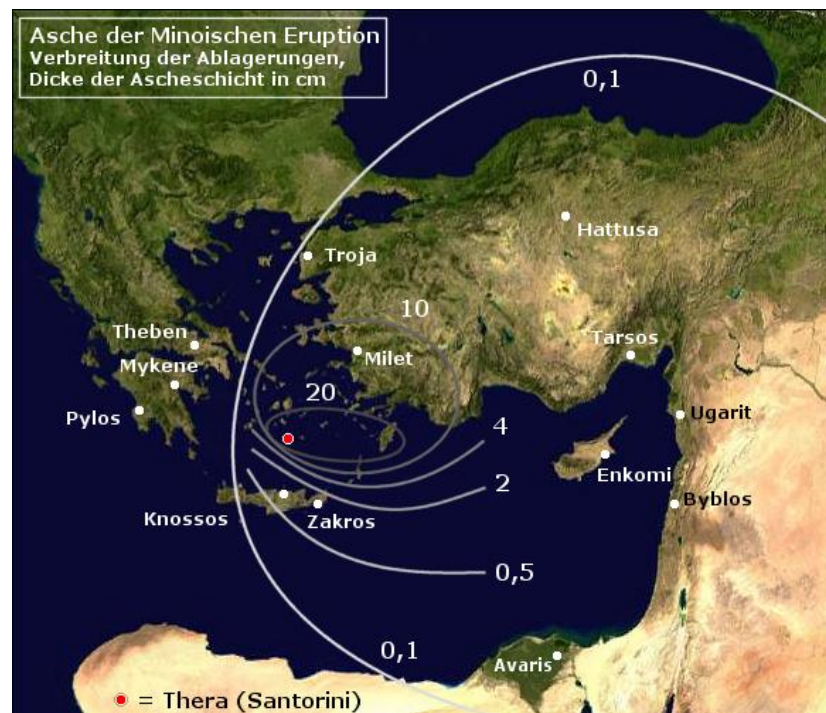 Asche der Minoischen Eruption
Verbreitung der Ablagerungen,
Dicke der Ascheschicht in cm
0,1
Hattusa
Troja
10
Theben
Milet
Tarsos
Mykene
20
Pylos
Ugarit
4
Enkomi
2
Byblos
Knossos
Zakros
0,5
0,1
Avaris
= Thera (Santorini)